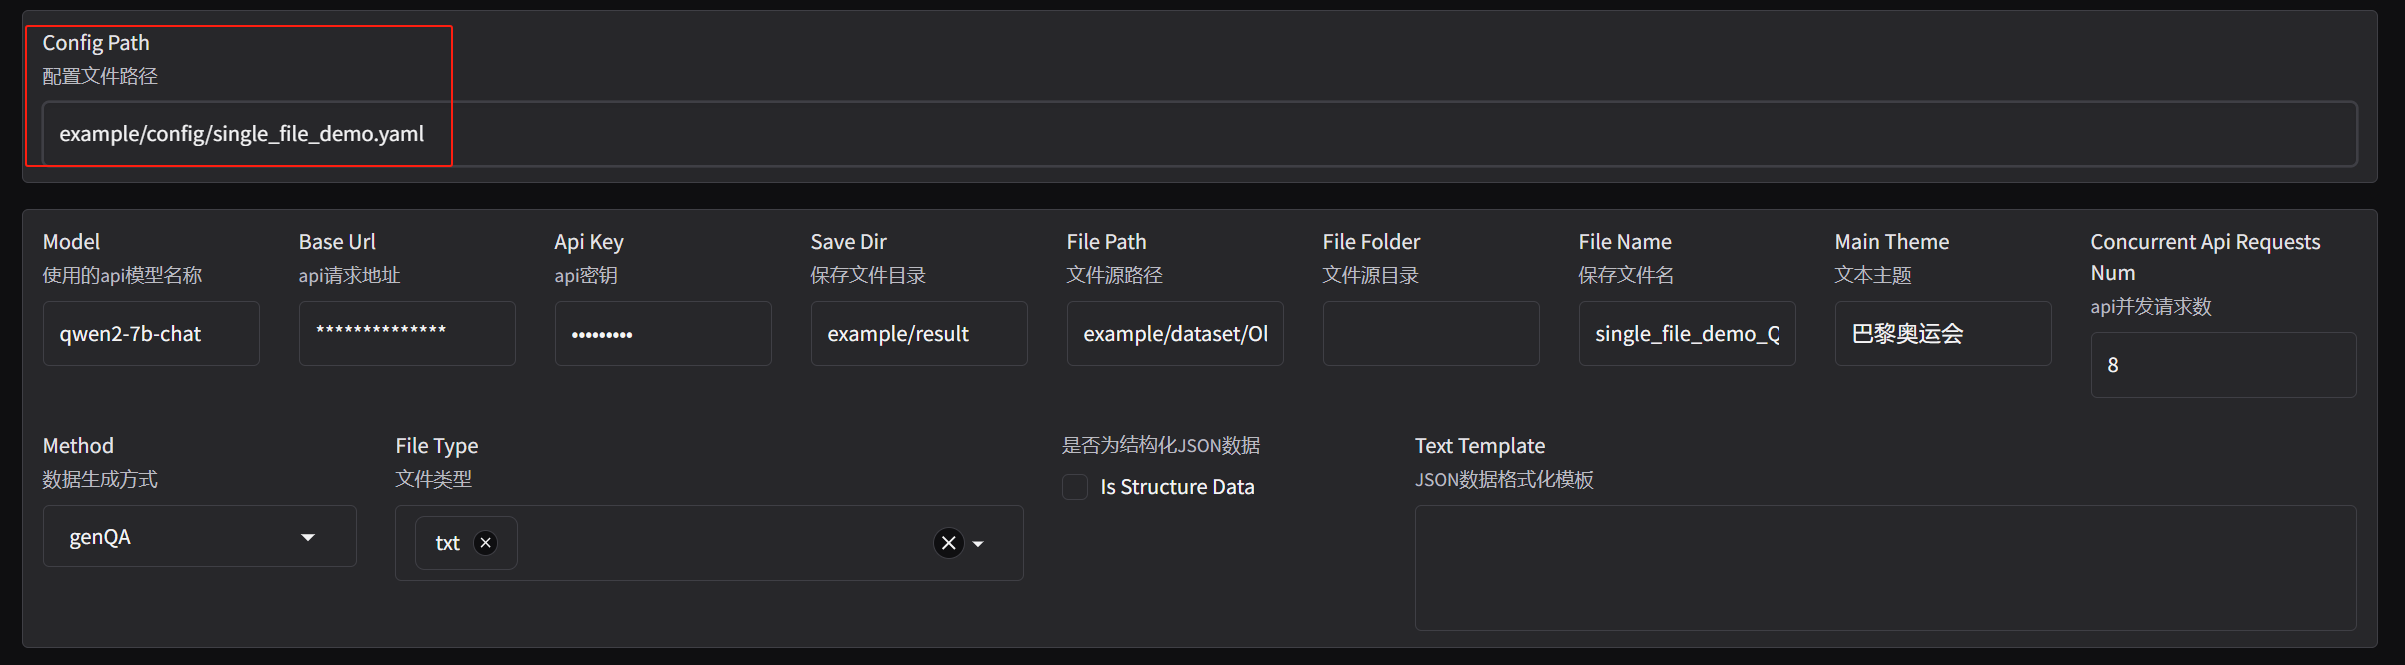 Config Path
配置文件路径
example/config/single_file_demo.yaml
Model
使用的api模型名称
qwen2-7b-chat
Base Url
api请求地址
**************
Api Key
api密钥
•••••••••
Save Dir
保存文件目录
example/result
File Path
文件源路径
example/dataset/Ol
File Folder
文件源目录
File Name
保存文件名
single_file_demo_Q
Main Theme
文本主题
巴黎奥运会
Concurrent Api Requests
Num
api并发请求数
8
Method
数据生成方式
genQA
File Type
文件类型
txt
是否为结构化JSON数据
Is Structure Data
Text Template
JSON数据格式化模板